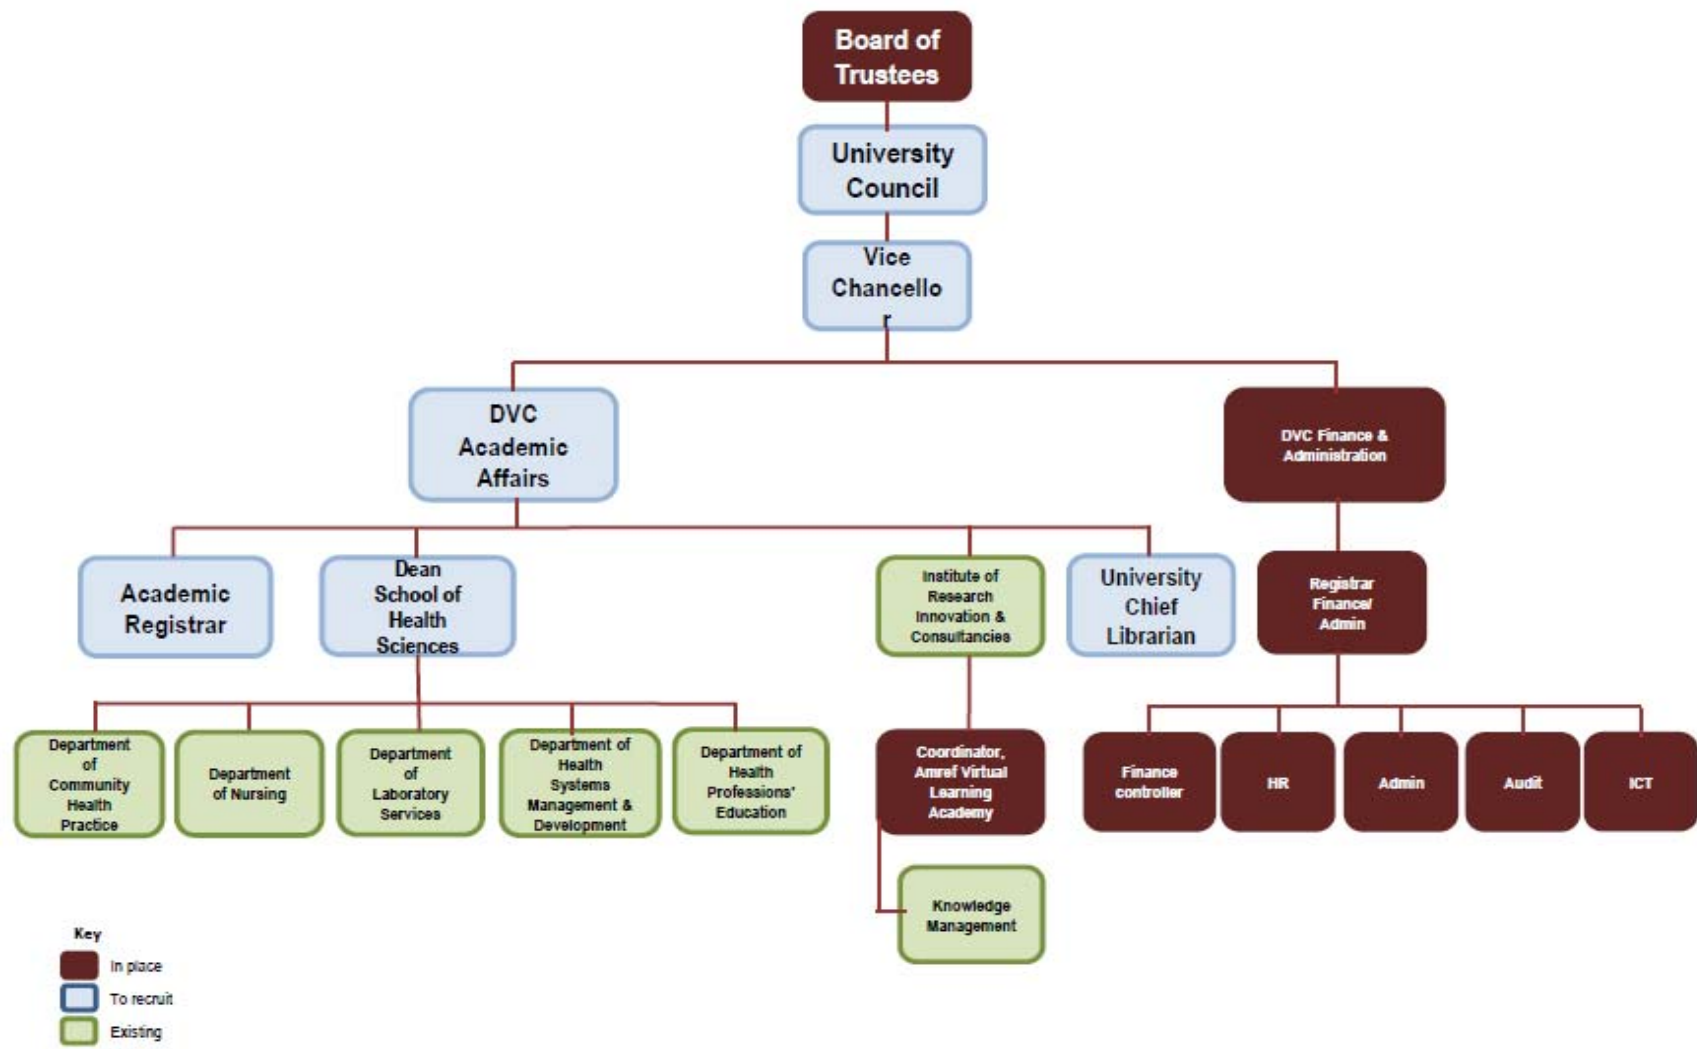 Board of
Trustees
University
Council
Vice
Chancello
r
DVC
Academic
Affairs
DVC Finance &
Administration
Academic
Registrar
Dean
School of
Health
Sciences
Institute of
Research
Innovation &
Consultancies
University
Chief
Librarian
Registrar
Finance/
Admin
Department
of
Community
Health
Practice
Department
of Nursing
Department
of
Laboratory
Services
Department of
Health
Systems
Management &
Development
Department of
Health
Professions'
Education
Coordinator,
Amref Virtual
Learning
Academy
Finance
controller
HR
Admin
Audit
ICT
Knowledge
Management
Key
In place
To recruit
Existing